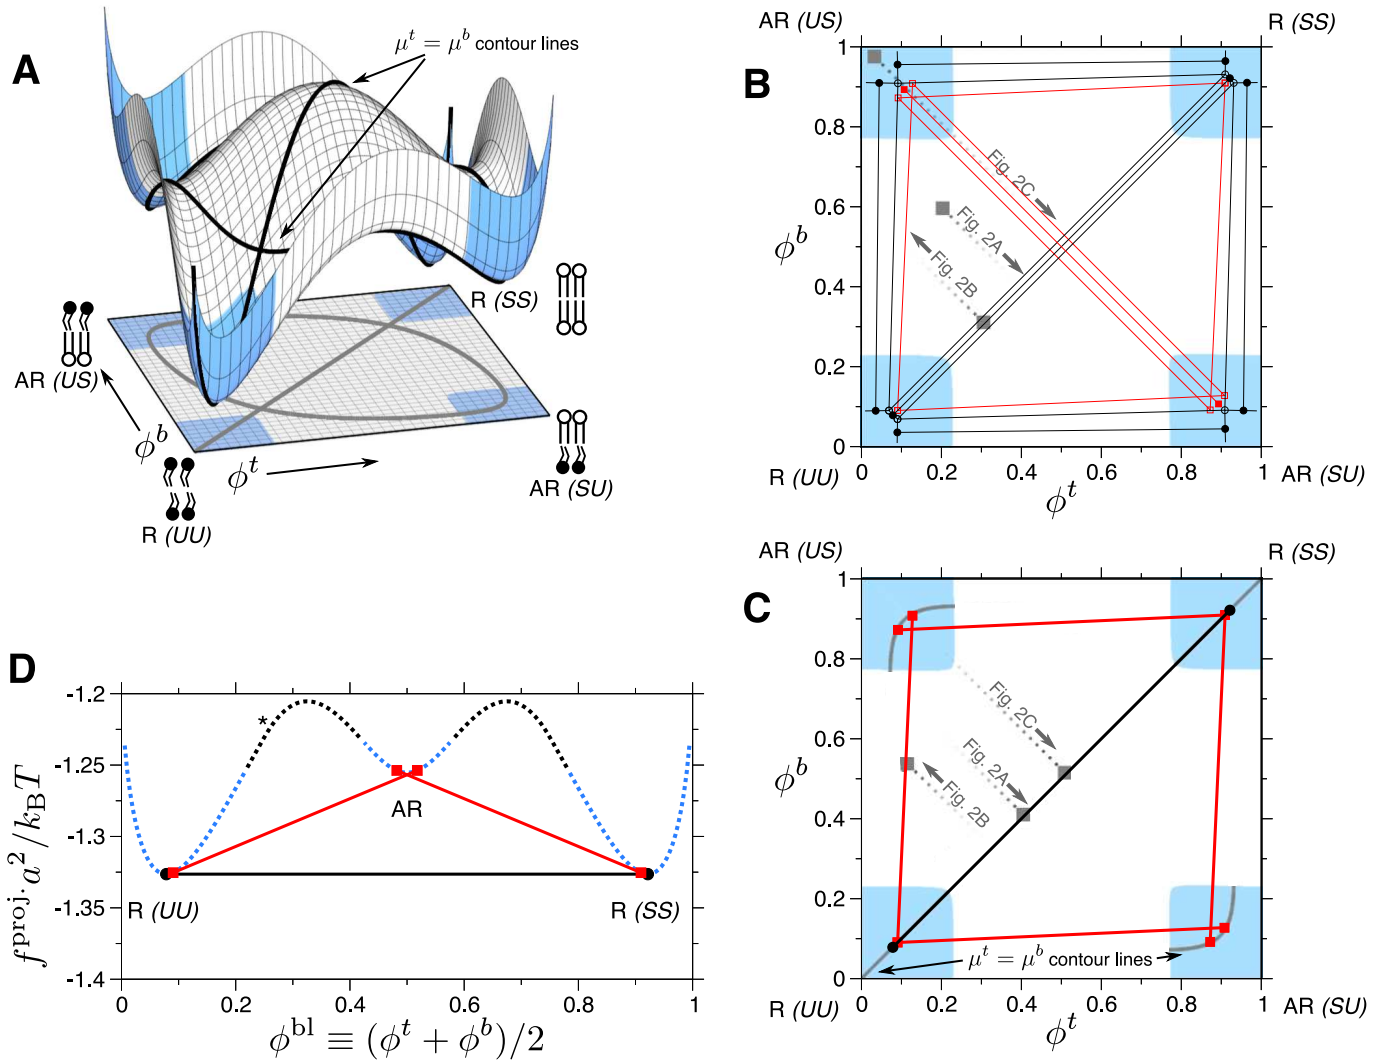 A
μ^t = μ^b contour lines
R (SS)
AR (US)
ϕ^b
ϕ^t
AR (SU)
R (UU)
B
AR (US)
R (SS)
1
0.8
0.6
0.4
0.2
0
ϕ^b
Fig. 2C
Fig. 2A
Fig. 2B
0
0.2
0.4
0.6
0.8
1
R (UU)
ϕ^t
AR (SU)
C
AR (US)
R (SS)
1
0.8
0.6
0.4
0.2
0
ϕ^b
Fig. 2C
Fig. 2A
Fig. 2B
μ^t = μ^b contour lines
0
0.2
0.4
0.6
0.8
1
R (UU)
ϕ^t
AR (SU)
D
-1.2
-1.25
-1.3
-1.35
-1.4
f^proj. a^2/k_B T
*
AR
R (UU)
R (SS)
0
0.2
0.4
0.6
0.8
1
ϕ^bl ≡ (ϕ^t + ϕ^b)/2